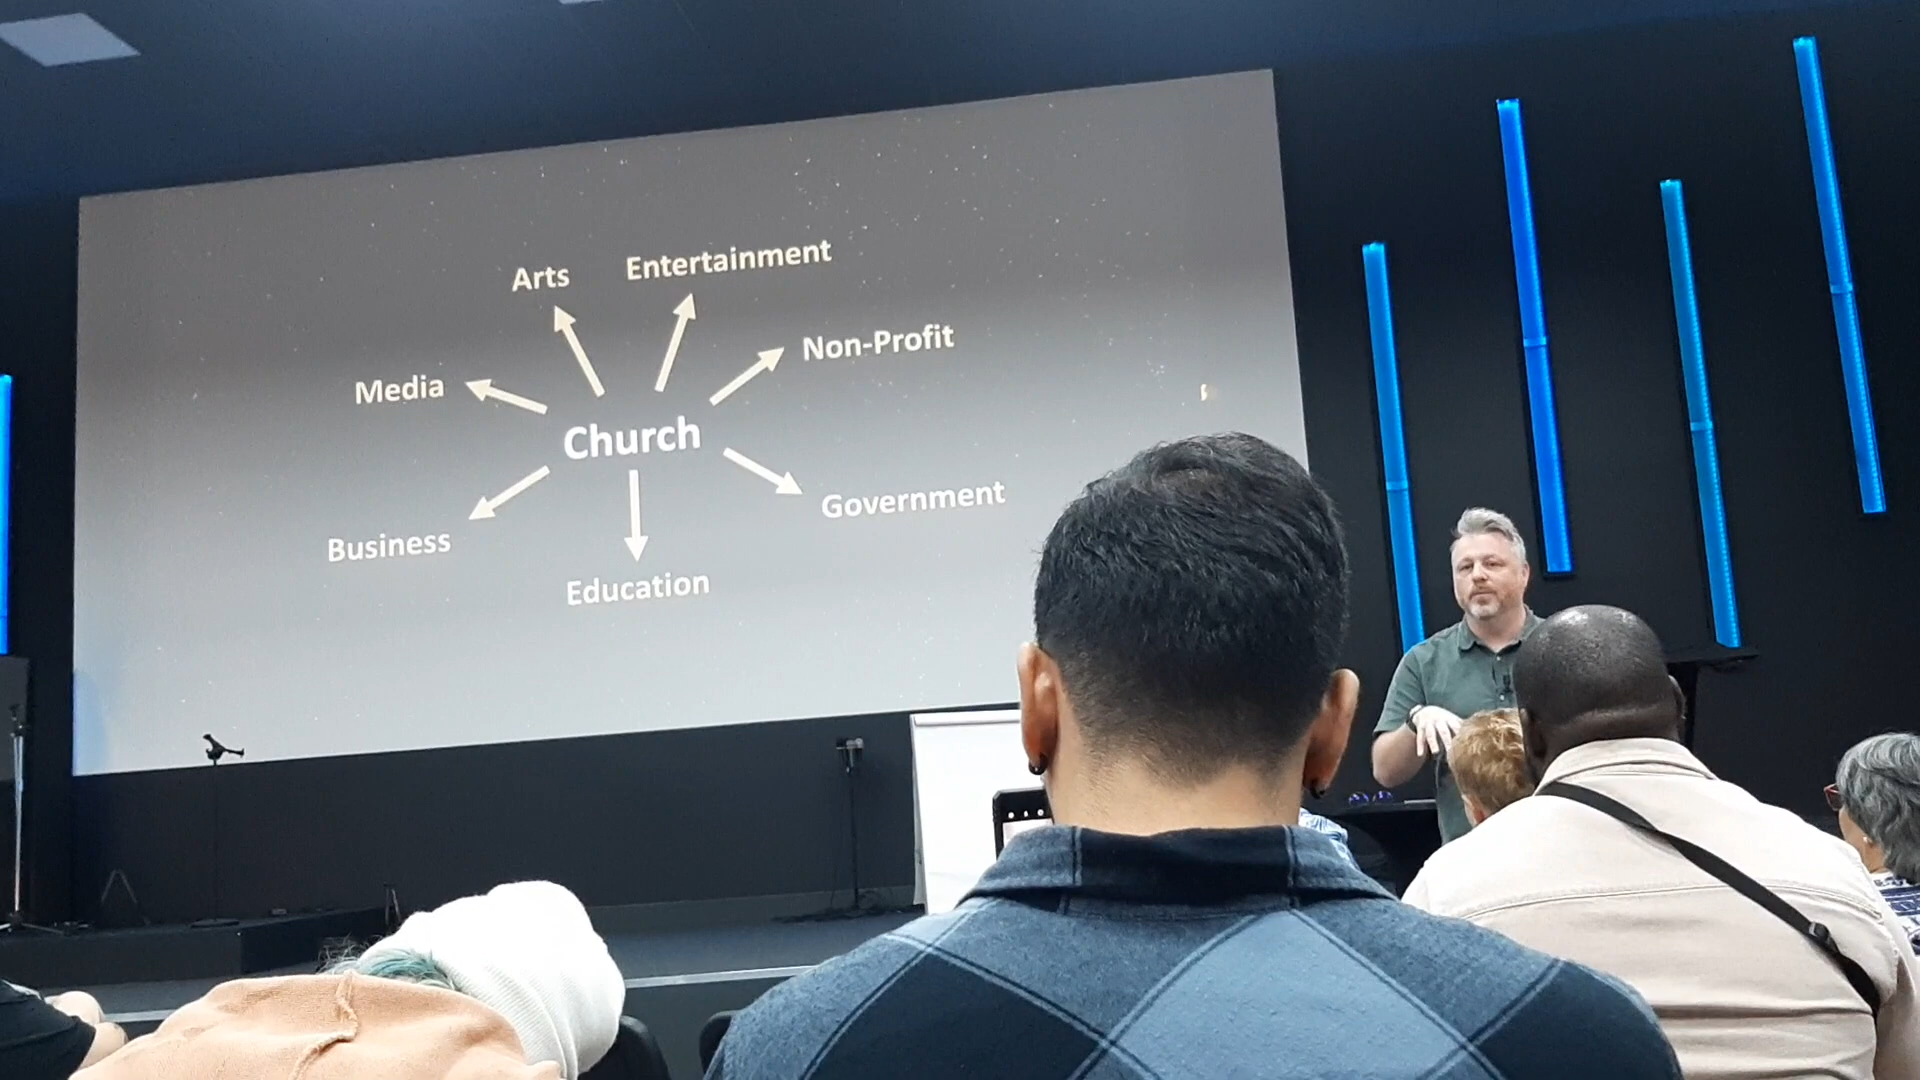 Arts
Entertainment
Media
Non-Profit
Church
Business
Government
Education